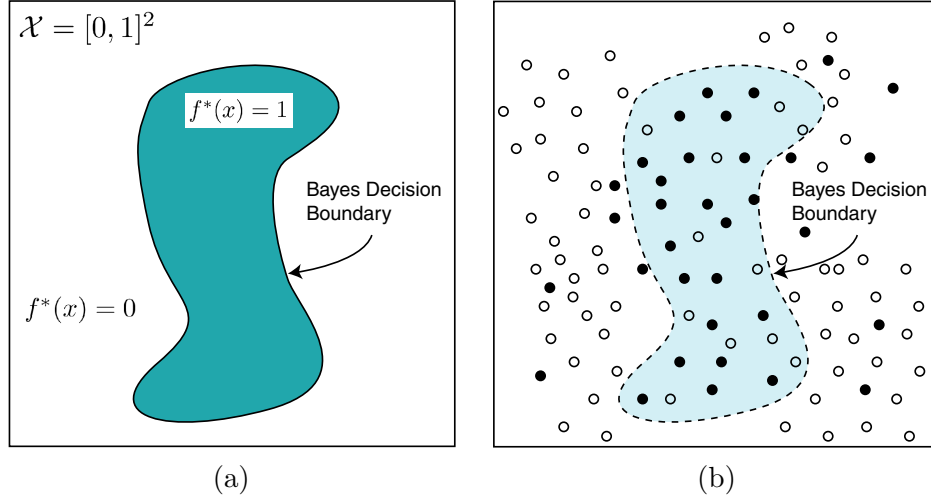 𝒳 = [0, 1]²
f*(x) = 1
Bayes Decision
Boundary
f*(x) = 0
(a)
Bayes Decision
Boundary
(b)